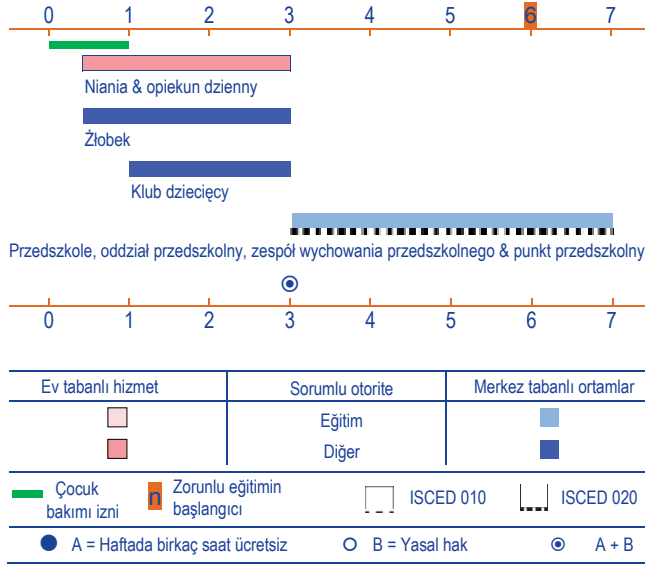 0 1 2 3 4 5 6 7
Niania & opiekun dzienny
Żłobek
Klub dziecięcy
Przedszkole, oddział przedszkolny, zespół wychowania przedszkolnego & punkt przedszkolny
0 1 2 3 4 5 6 7
Ev tabanlı hizmet Sorumlu otorite Merkez tabanlı ortamlar
Eğitim
Diğer
Çocuk bakımı izni n Zorunlu eğitimin başlangıcı ISCED 010 ISCED 020
A = Haftada birkaç saat ücretsiz B = Yasal hak A + B